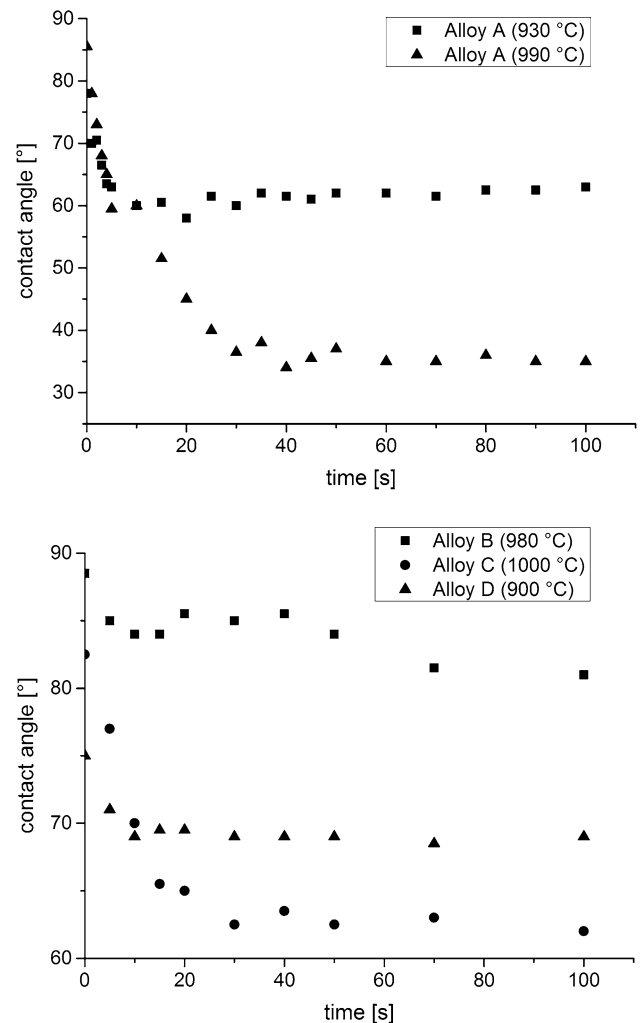 90
80
70
60
50
40
30
contact angle [°]
Alloy A (930 °C)
Alloy A (990 °C)
0 20 40 60 80 100
time [s]
90
80
70
60
contact angle [°]
Alloy B (980 °C)
Alloy C (1000 °C)
Alloy D (900 °C)
0 20 40 60 80 100
time [s]